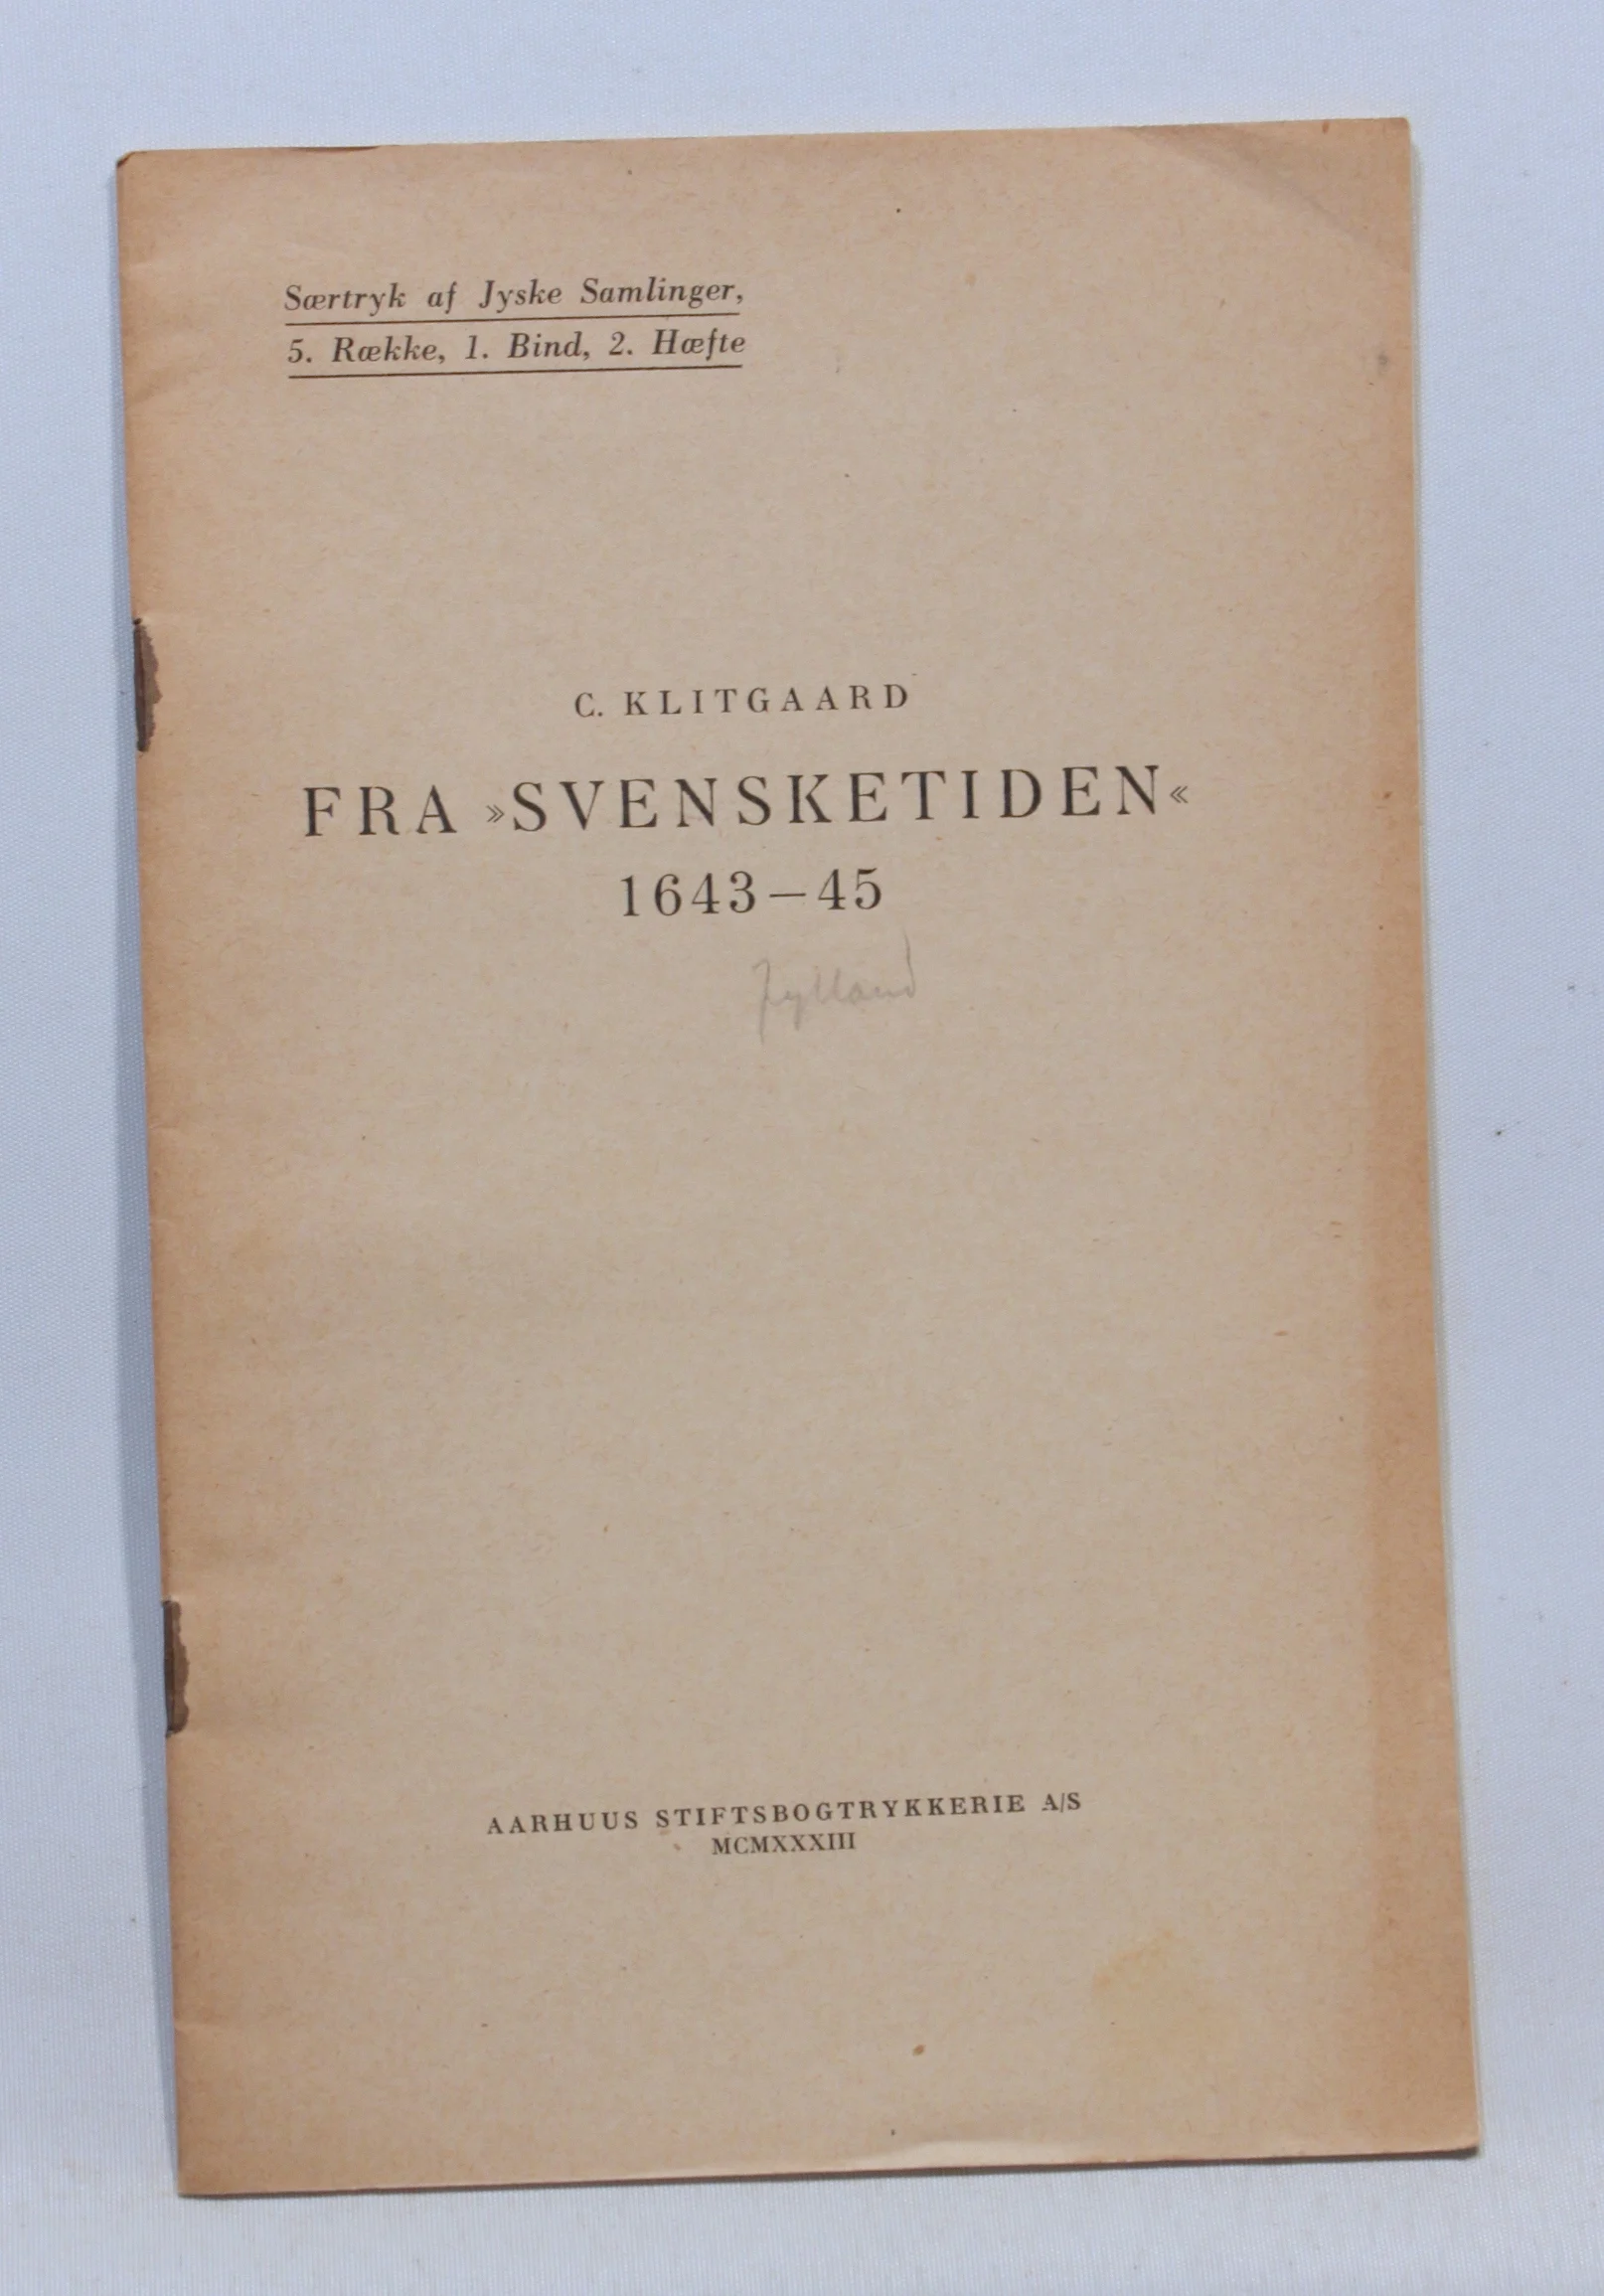 Særtryk af Jyske Samlinger,
5. Række, 1. Bind, 2. Hæfte
C. KLITGAARD
FRA »SVENSKETIDEN«
1643–45
Jylland
AARHUUS STIFTSBOGTRYKKERIE A/S
MCMXXXIII